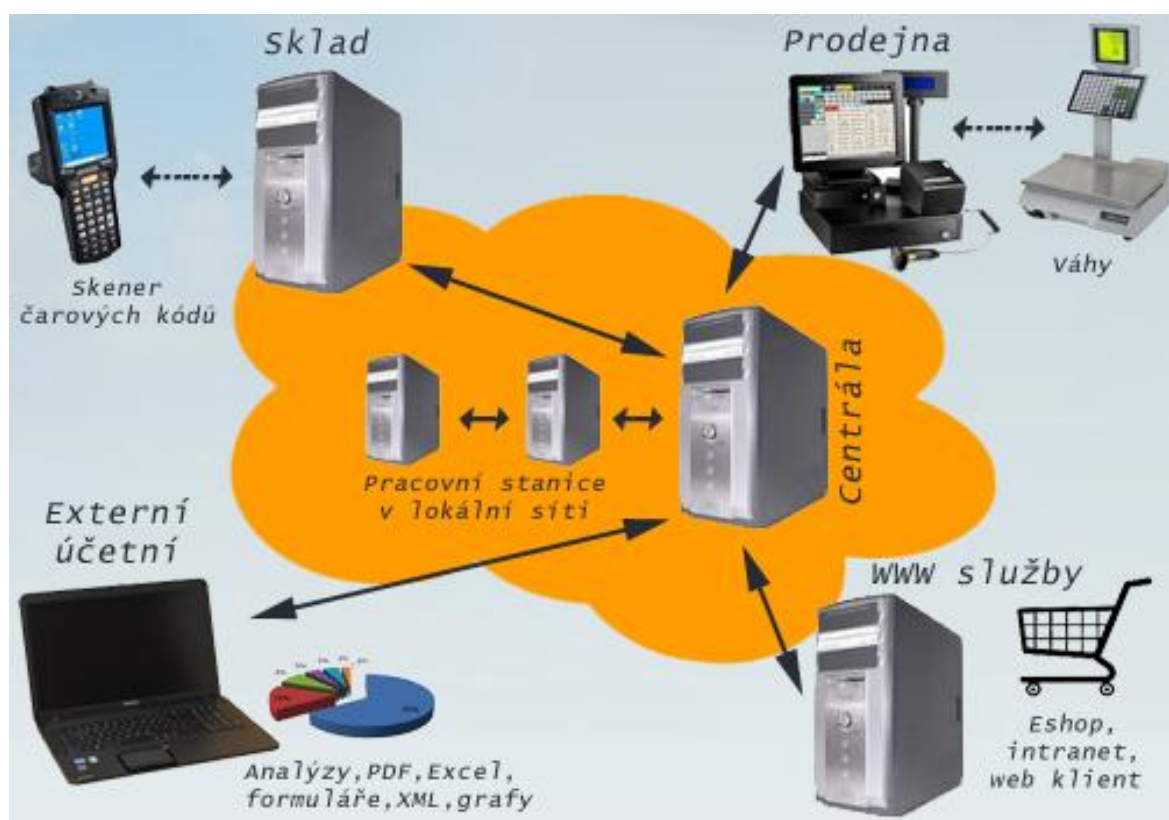 Sklad
Prodejna
Skener
čarových kódů
Váhy
Centrála
Pracovní stanice
v lokální síti
Externí
účetní
WWW služby
Analýzy,PDF,Excel,
formuláře,XML,grafy
Eshop,
intranet,
web klient